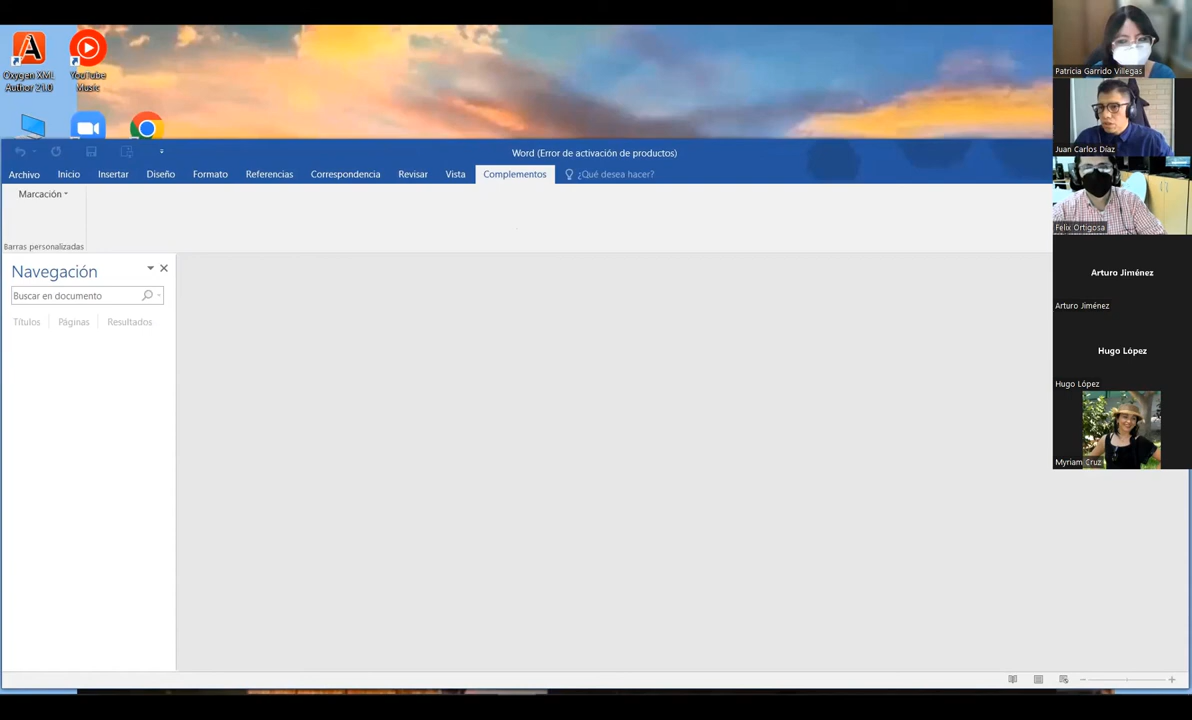 Oxygen XML
Author 21.0
YouTube
Music
Word (Error de activación de productos)
Archivo
Inicio
Insertar
Diseño
Formato
Referencias
Correspondencia
Revisar
Vista
Complementos
¿Qué desea hacer?
Marcación
Barras personalizadas
Navegación
Buscar en documento
Títulos
Páginas
Resultados
Patricia Garrido Villegas
Juan Carlos Díaz
Felix Ortigosa
Arturo Jiménez
Arturo Jiménez
Hugo López
Hugo López
Myriam Cruz